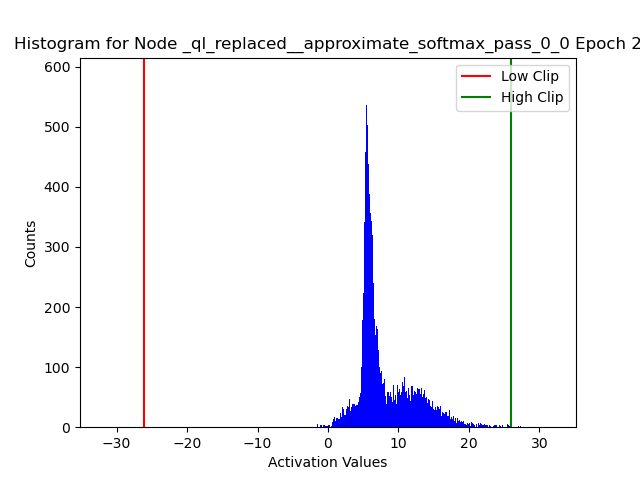 Histogram for Node _ql_replaced__approximate_softmax_pass_0_0 Epoch 2
Low Clip
High Clip
600
500
400
300
200
100
0
Counts
−30 −20 −10 0 10 20 30
Activation Values